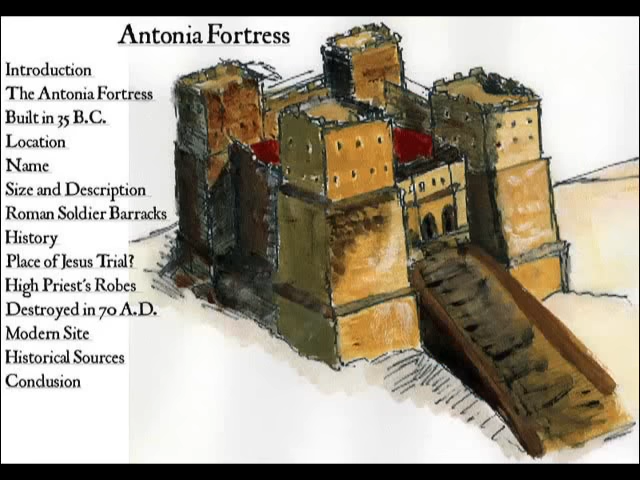 Antonia Fortress
Introduction
The Antonia Fortress
Built in 35 B.C.
Location
Name
Size and Description
Roman Soldier Barracks
History
Place of Jesus Trial?
High Priest's Robes
Destroyed in 70 A.D.
Modern Site
Historical Sources
Conclusion